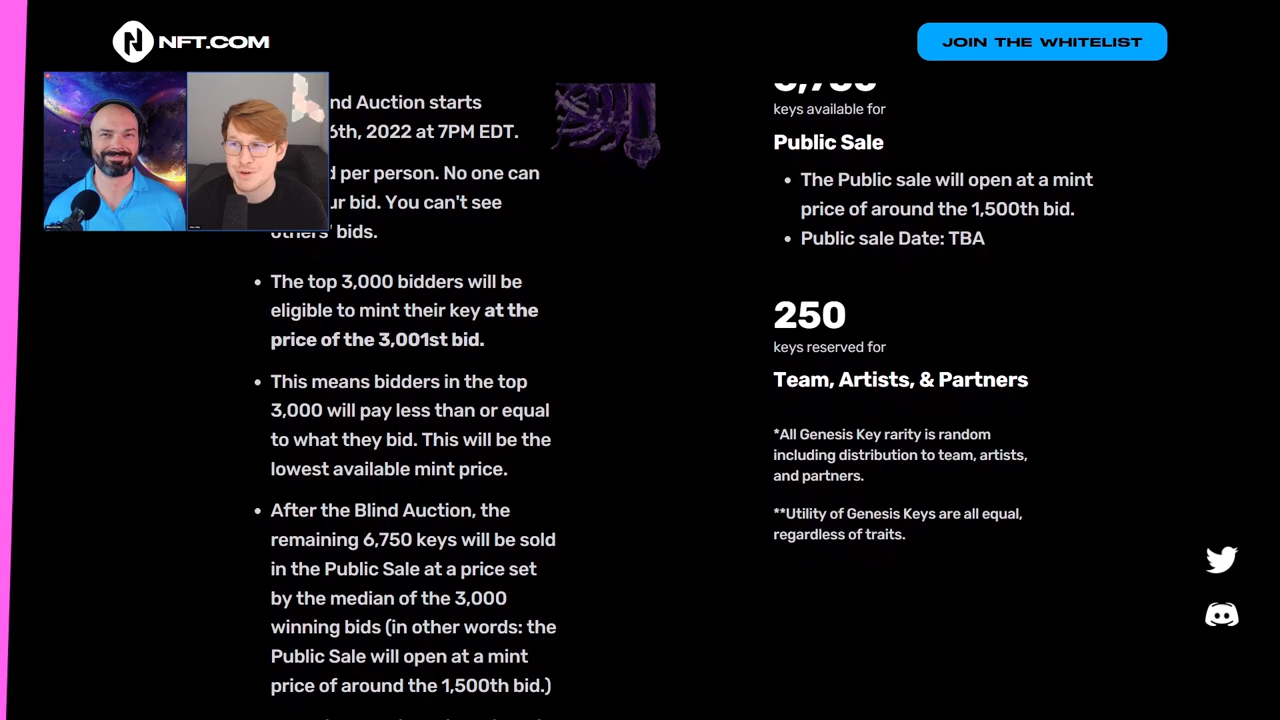 NFT.COM
JOIN THE WHITELIST
nd Auction starts
6th, 2022 at 7PM EDT.
d per person. No one can
ur bid. You can't see
others' bids.
• The top 3,000 bidders will be
eligible to mint their key at the
price of the 3,001st bid.
• This means bidders in the top
3,000 will pay less than or equal
to what they bid. This will be the
lowest available mint price.
• After the Blind Auction, the
remaining 6,750 keys will be sold
in the Public Sale at a price set
by the median of the 3,000
winning bids (in other words: the
Public Sale will open at a mint
price of around the 1,500th bid.)
keys available for
Public Sale
• The Public sale will open at a mint
price of around the 1,500th bid.
• Public sale Date: TBA
250
keys reserved for
Team, Artists, & Partners
*All Genesis Key rarity is random
including distribution to team, artists,
and partners.
**Utility of Genesis Keys are all equal,
regardless of traits.